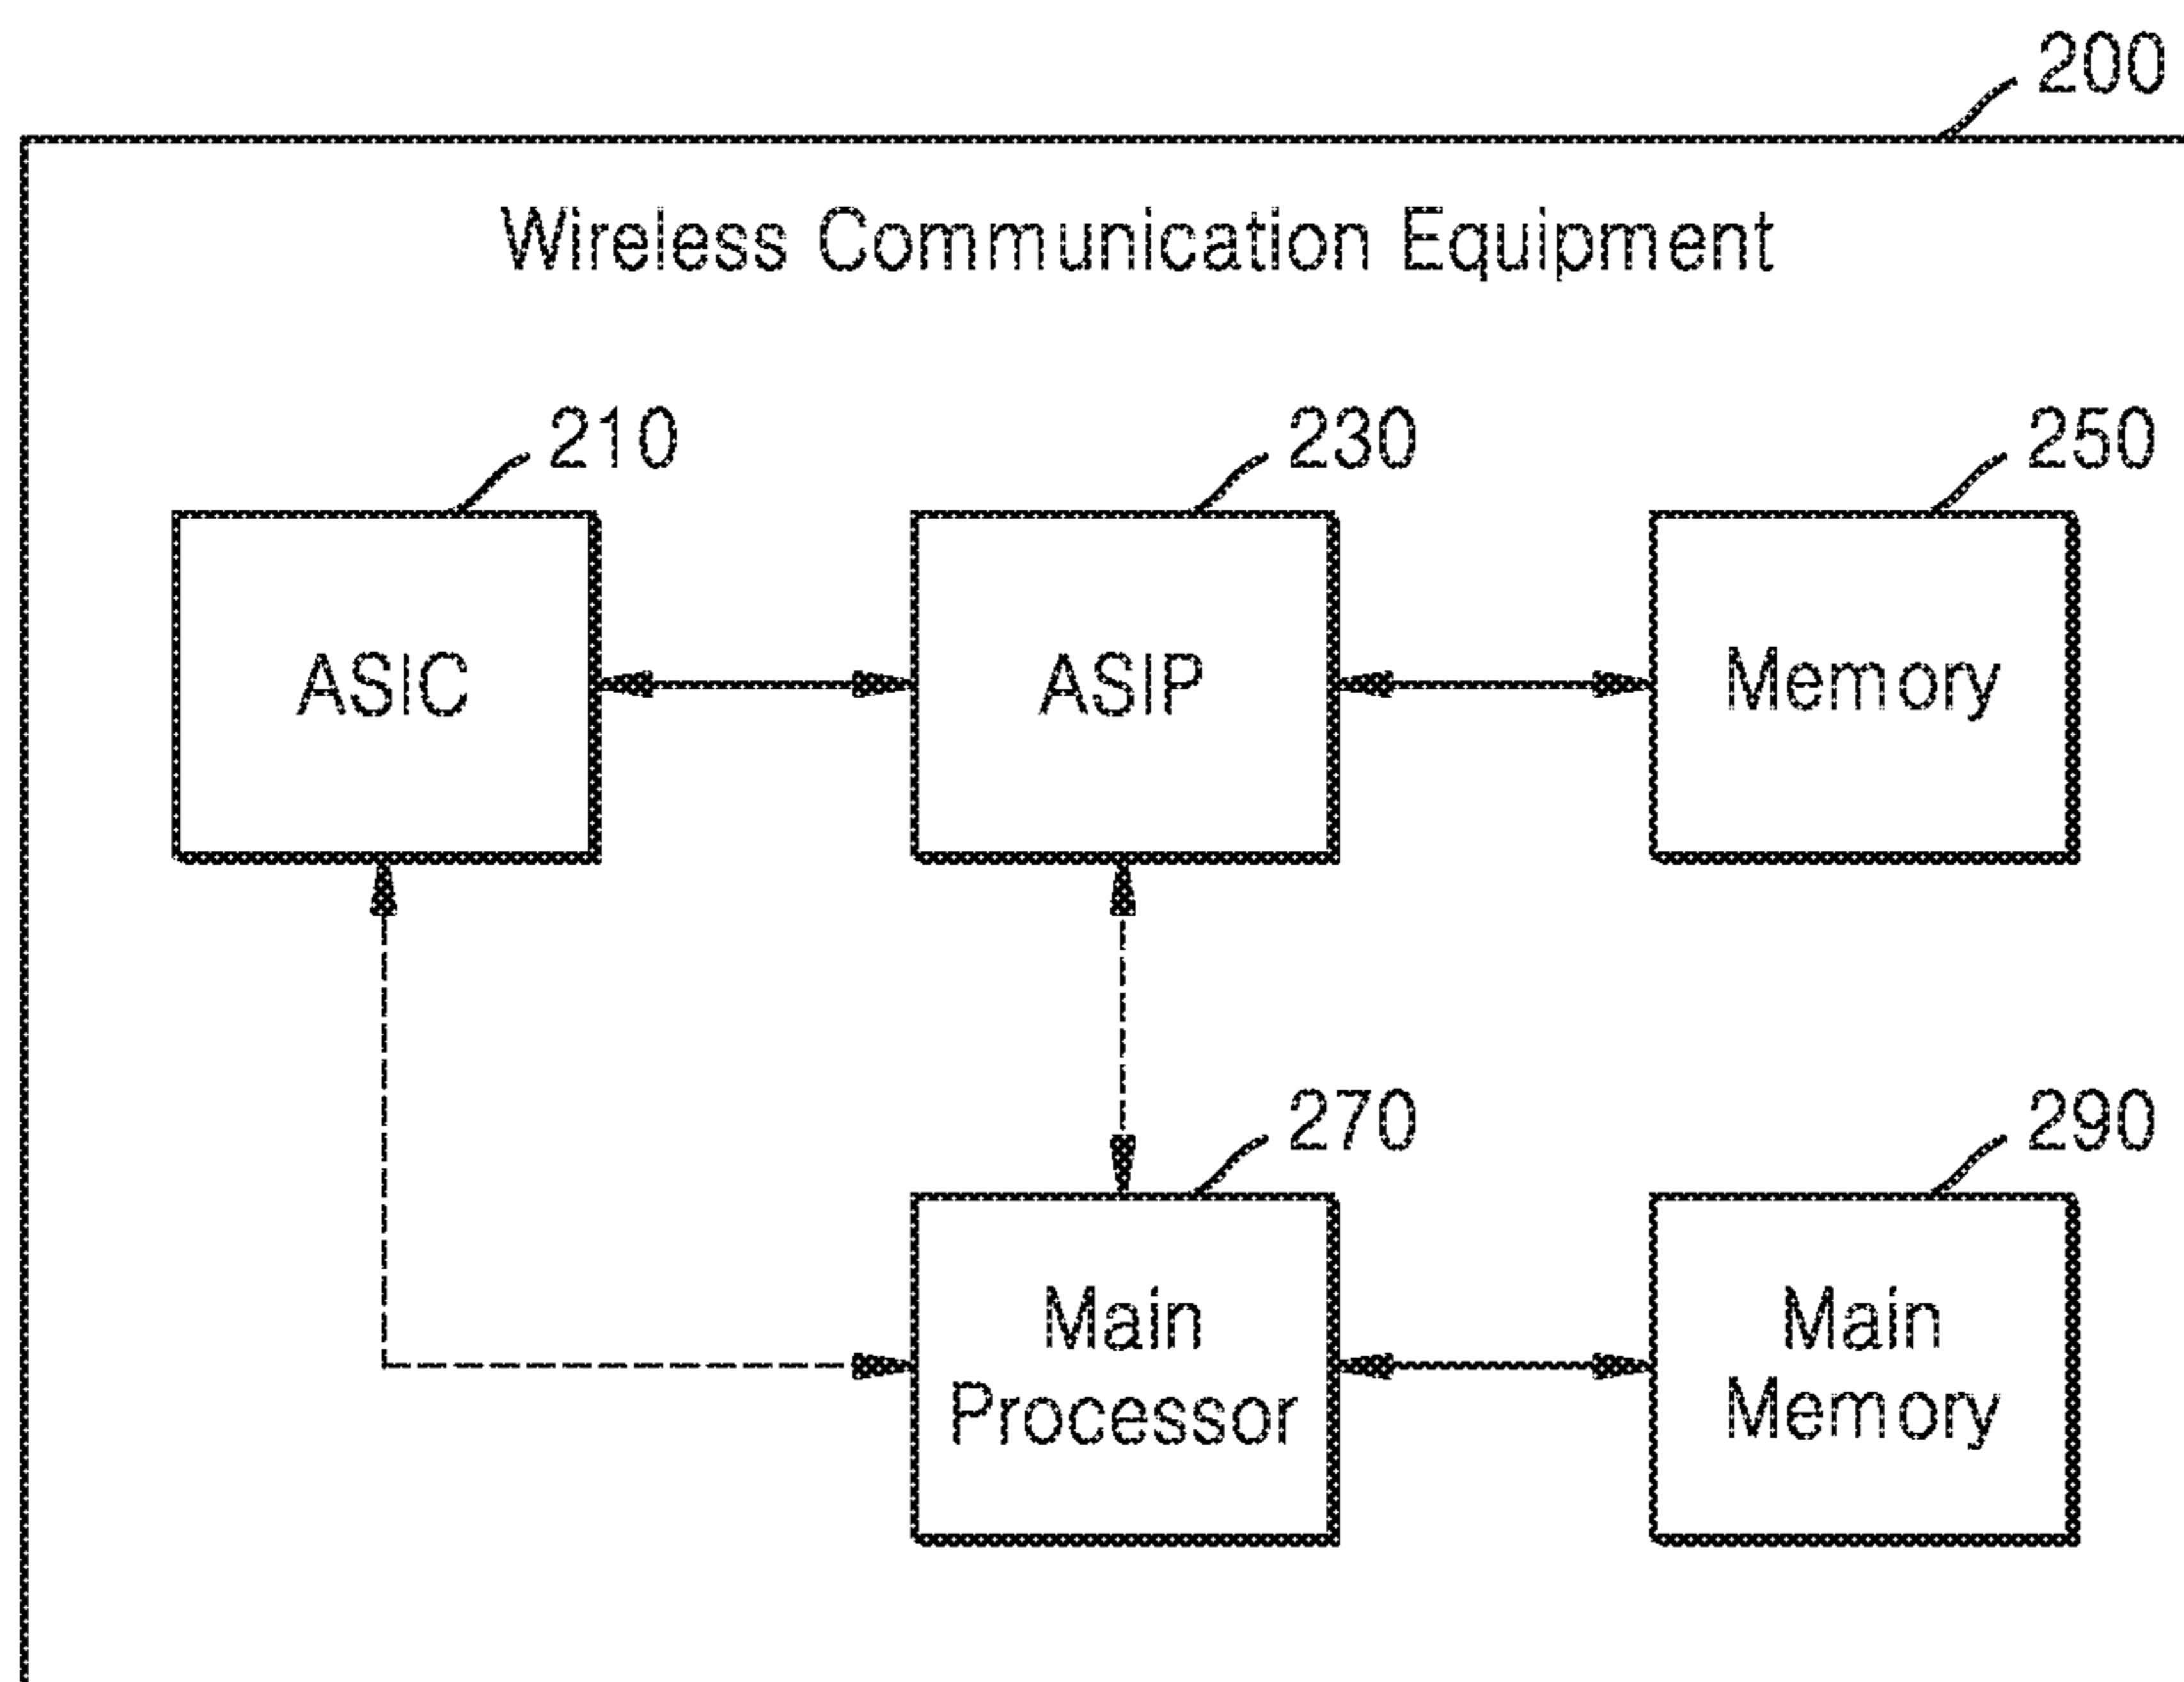 200
Wireless Communication Equipment
210
230
250
ASIC
ASIP
Memory
270
290
Main
Processor
Main
Memory